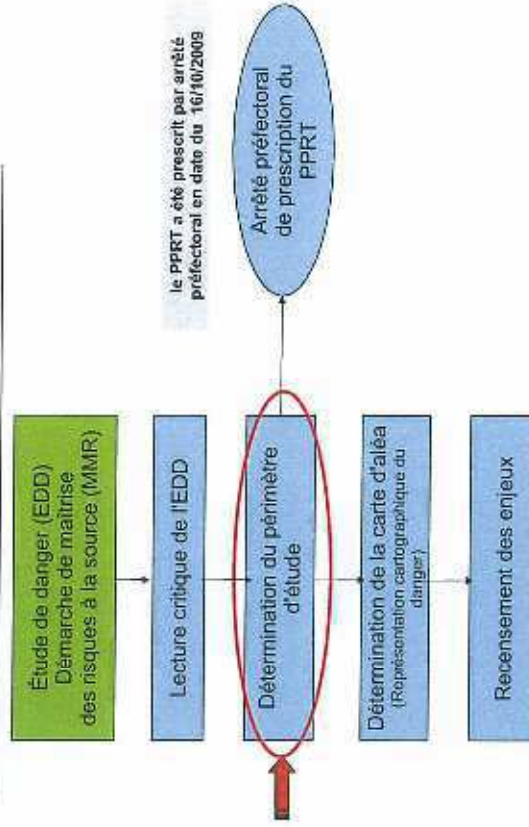 Étude de danger (EDD)
Démarche de maîtrise
des risques à la source (MMR)
Lecture critique de l'EDD
Détermination du périmètre
d'étude
Détermination de la carte d'aléa
(Représentation cartographique du
danger)
Recensement des enjeux
le PPRT a été prescrit par arrêté
préfectoral en date du 16/10/2009
Arrêté préfectoral
de prescription du
PPRT